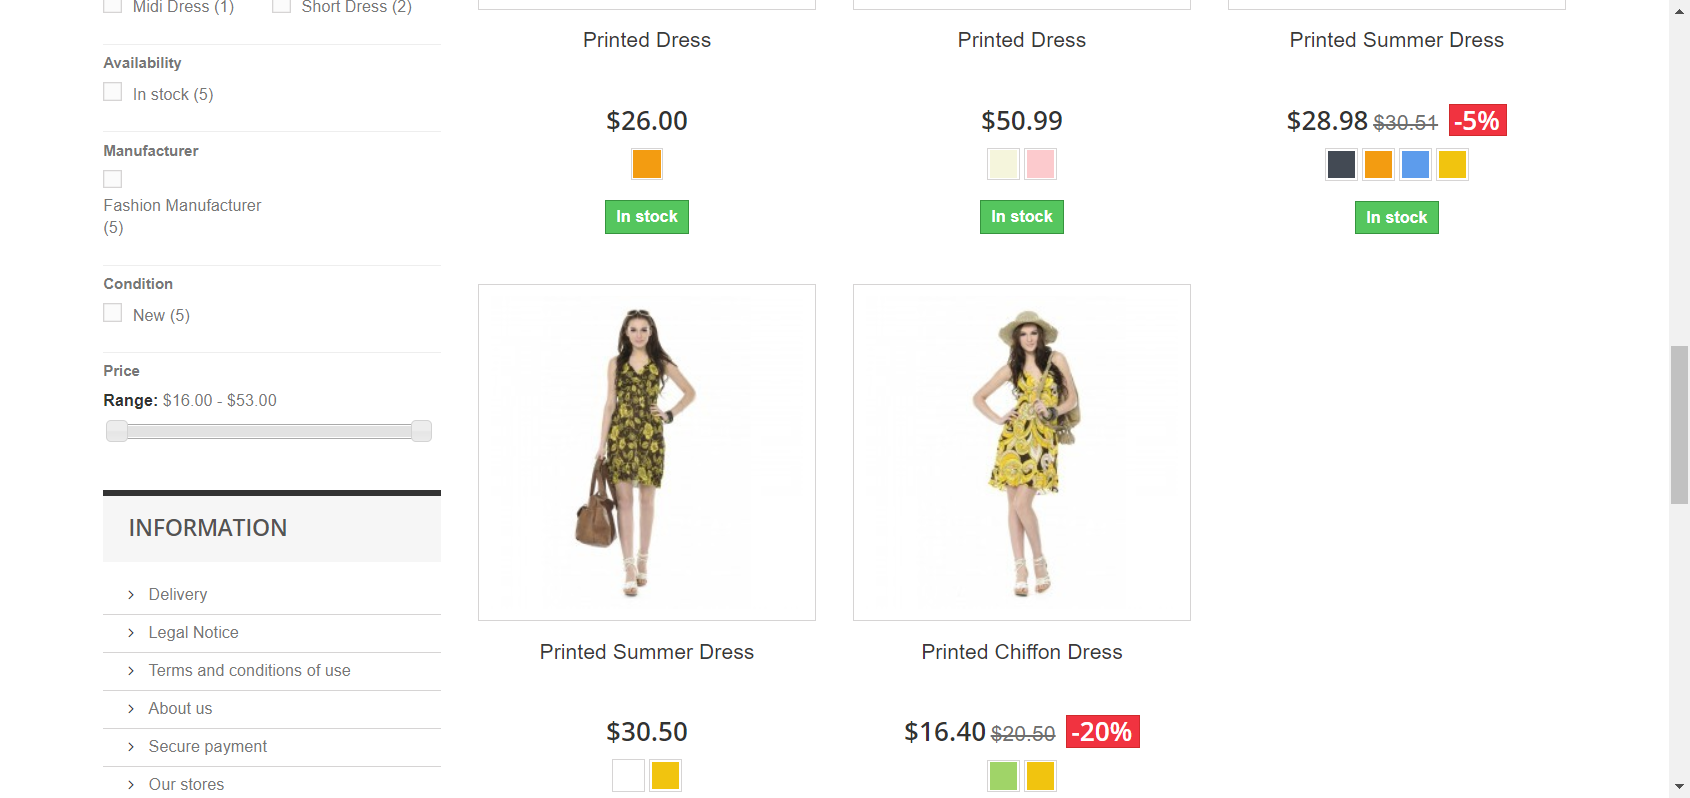 Midi Dress (1)
Short Dress (2)
Availability
In stock (5)
Manufacturer
Fashion Manufacturer
(5)
Condition
New (5)
Price
Range: $16.00 - $53.00
INFORMATION
Delivery
Legal Notice
Terms and conditions of use
About us
Secure payment
Our stores
Printed Dress
$26.00
In stock
Printed Dress
$50.99
In stock
Printed Summer Dress
$28.98 $30.51 -5%
In stock
Printed Summer Dress
$30.50
Printed Chiffon Dress
$16.40 $20.50 -20%